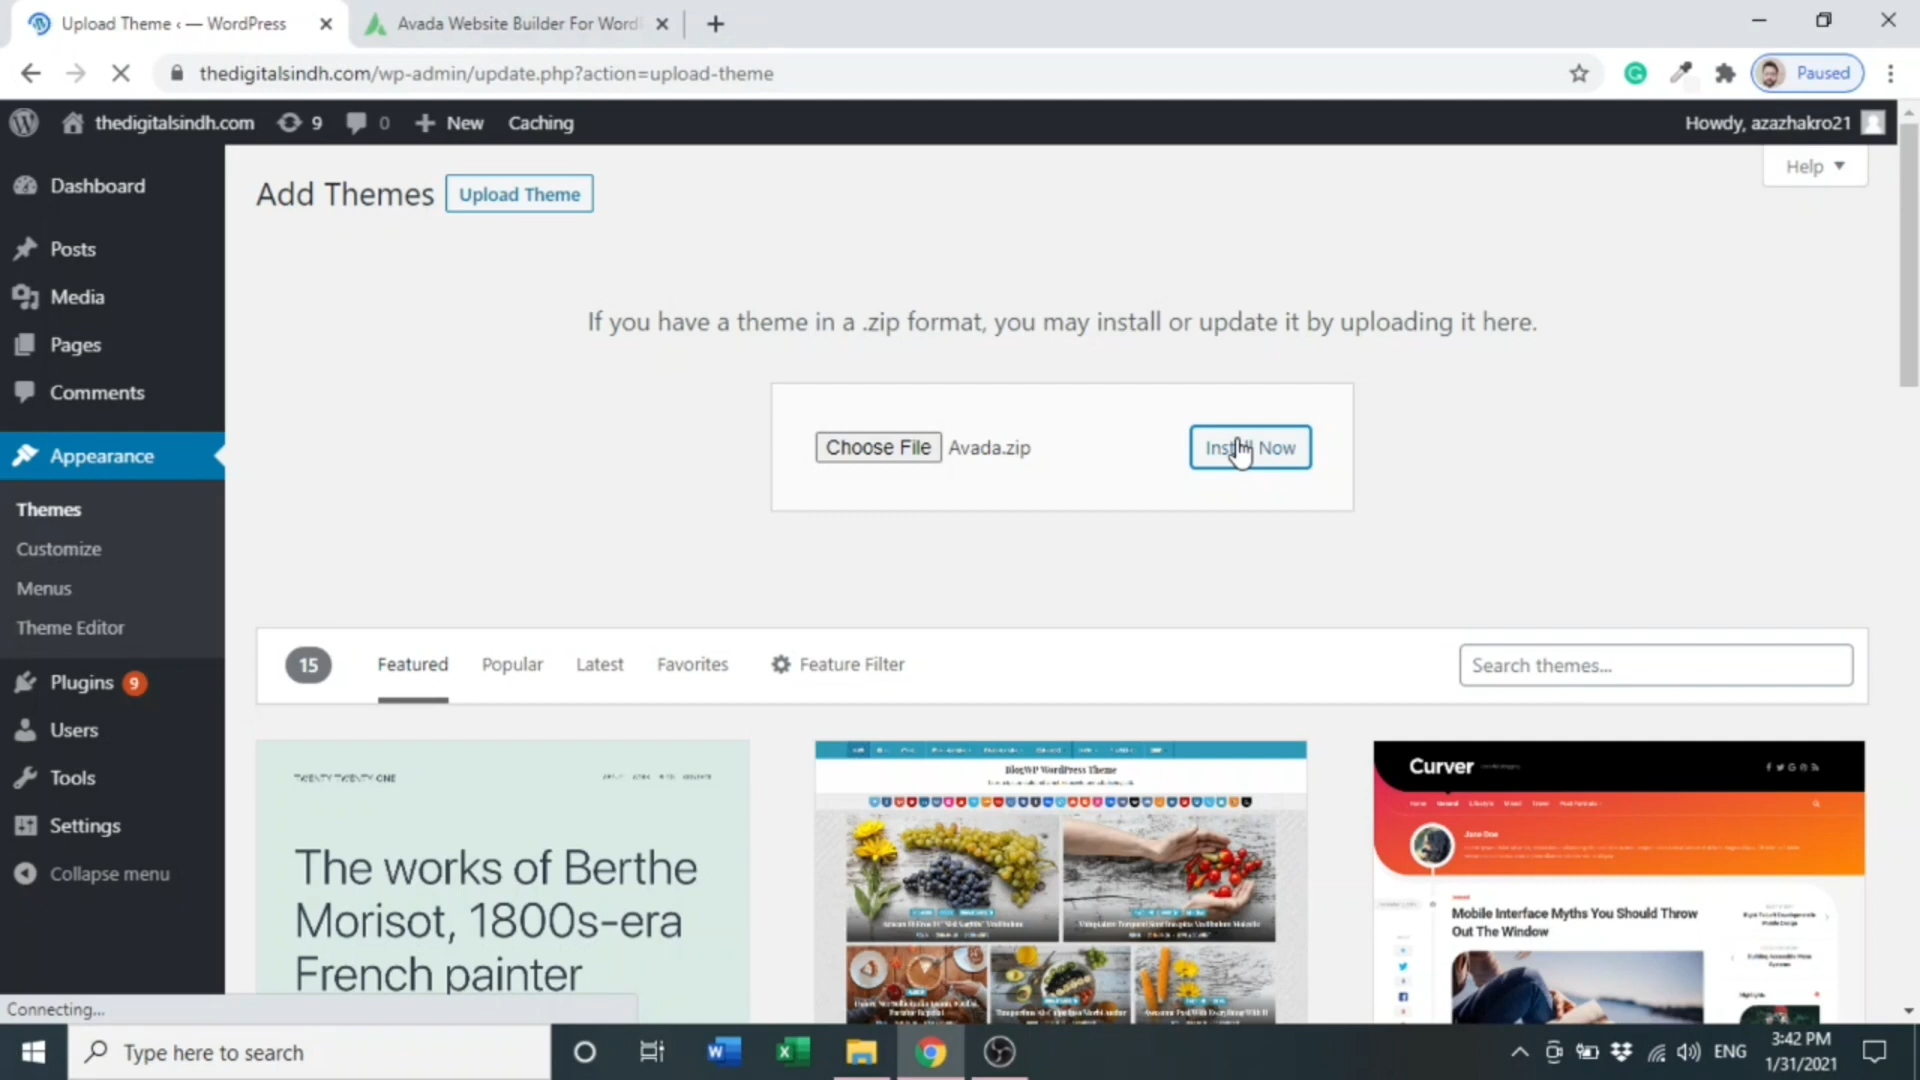 Upload Theme ‹ — WordPress
Avada Website Builder For Word
thedigitalsindh.com/wp-admin/update.php?action=upload-theme
Paused
thedigitalsindh.com
9
0
New
Caching
Howdy, azazhakro21
Dashboard
Posts
Media
Pages
Comments
Appearance
Themes
Customize
Menus
Theme Editor
Plugins 9
Users
Tools
Settings
Collapse menu
Help
Add Themes
Upload Theme
If you have a theme in a .zip format, you may install or update it by uploading it here.
Choose File Avada.zip
Install Now
15
Featured
Popular
Latest
Favorites
Feature Filter
Search themes...
TWENTY TWENTY-ONE
The works of Berthe
Morisot, 1800s-era
French painter
BlogWP WordPress Theme
Curver
Jane Doe
Mobile Interface Myths You Should Throw
Out The Window
Highlights
Connecting...
Type here to search
ENG
3:42 PM
1/31/2021